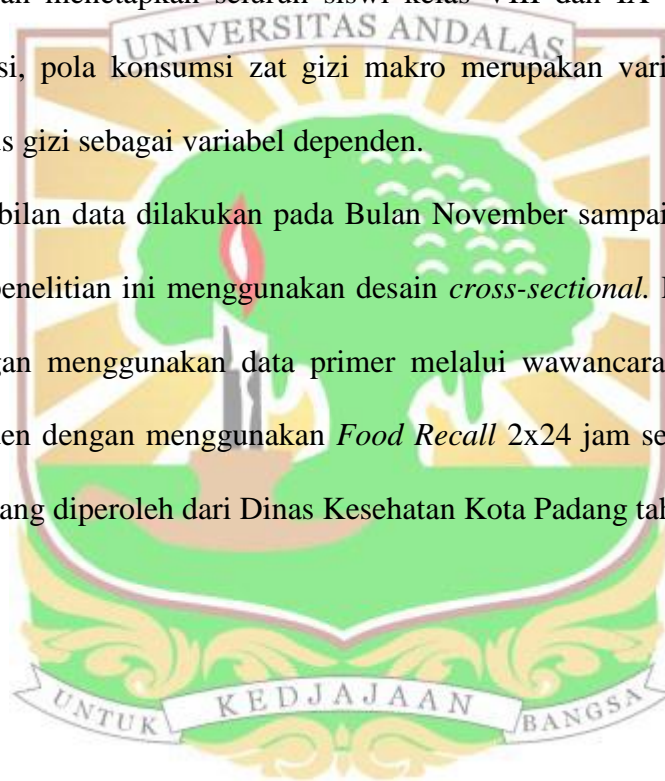 an menetapkan seluruh siswi kelas VIII dan IX
UNIVERSITAS ANDALAS
si, pola konsumsi zat gizi makro merupakan vari
s gizi sebagai variabel dependen.
bilan data dilakukan pada Bulan November sampai
penelitian ini menggunakan desain cross-sectional.
gan menggunakan data primer melalui wawancara
den dengan menggunakan Food Recall 2x24 jam se
ang diperoleh dari Dinas Kesehatan Kota Padang tah
UNTUK KEDJAJAAN BANGSA